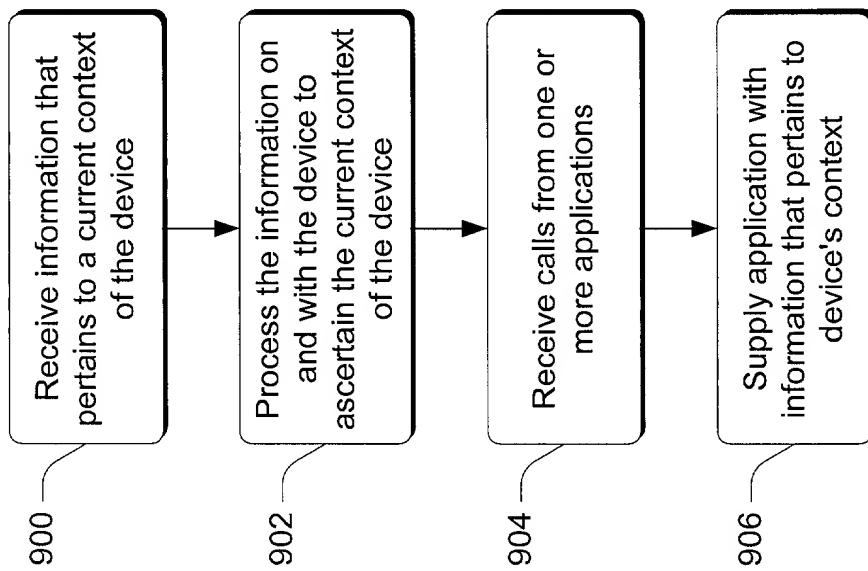 900
Receive information that
pertains to a current context
of the device
902
Process the information on
and with the device to
ascertain the current context
of the device
904
Receive calls from one or
more applications
906
Supply application with
information that pertains to
device's context